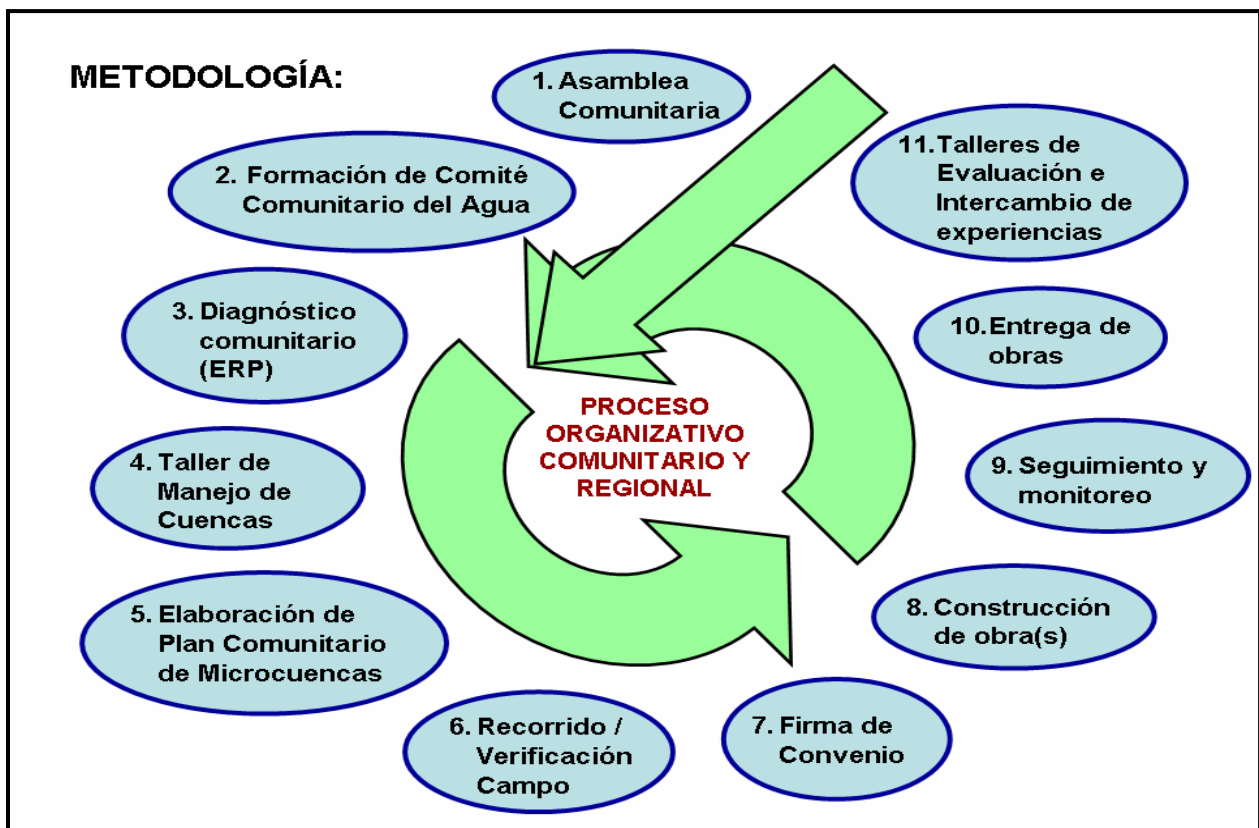 METODOLOGÍA:
1. Asamblea
Comunitaria
2. Formación de Comité
Comunitario del Agua
3. Diagnóstico
comunitario
(ERP)
4. Taller de
Manejo de
Cuencas
5. Elaboración de
Plan Comunitario
de Microcuencas
6. Recorrido /
Verificación
Campo
7. Firma de
Convenio
8. Construcción
de obra(s)
9. Seguimiento y
monitoreo
10. Entrega de
obras
11. Talleres de
Evaluación e
Intercambio de
experiencias
PROCESO
ORGANIZATIVO
COMUNITARIO Y
REGIONAL